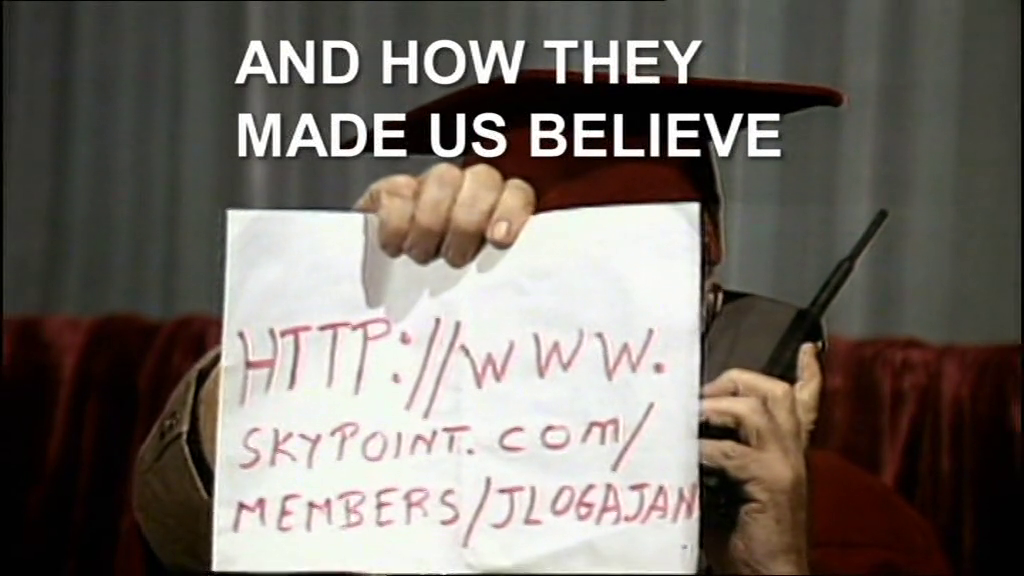 AND HOW THEY
MADE US BELIEVE
HTTP://WWW.
SKYPOINT.COM/
MEMBERS/JLOGAJAN